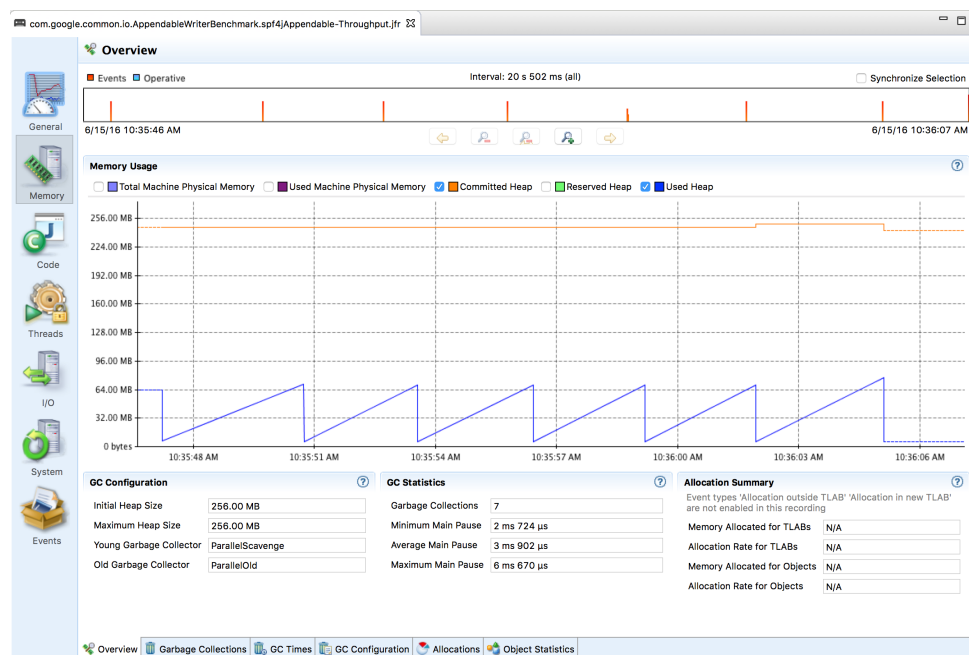 com.google.common.io.AppendableWriterBenchmark.spf4jAppendable-Throughput.jfr
Overview
Events Operative Interval: 20 s 502 ms (all) Synchronize Selection
6/15/16 10:35:46 AM 6/15/16 10:36:07 AM
General
Memory
Code
Threads
I/O
System
Events
Memory Usage
Total Machine Physical Memory Used Machine Physical Memory Committed Heap Reserved Heap Used Heap
256.00 MB
224.00 MB
192.00 MB
160.00 MB
128.00 MB
96.00 MB
64.00 MB
32.00 MB
0 bytes
10:35:48 AM 10:35:51 AM 10:35:54 AM 10:35:57 AM 10:36:00 AM 10:36:03 AM 10:36:06 AM
GC Configuration
Initial Heap Size 256.00 MB
Maximum Heap Size 256.00 MB
Young Garbage Collector ParallelScavenge
Old Garbage Collector ParallelOld
GC Statistics
Garbage Collections 7
Minimum Main Pause 2 ms 724 µs
Average Main Pause 3 ms 902 µs
Maximum Main Pause 6 ms 670 µs
Allocation Summary
Event types 'Allocation outside TLAB' 'Allocation in new TLAB'
are not enabled in this recording
Memory Allocated for TLABs N/A
Allocation Rate for TLABs N/A
Memory Allocated for Objects N/A
Allocation Rate for Objects N/A
Overview Garbage Collections GC Times GC Configuration Allocations Object Statistics